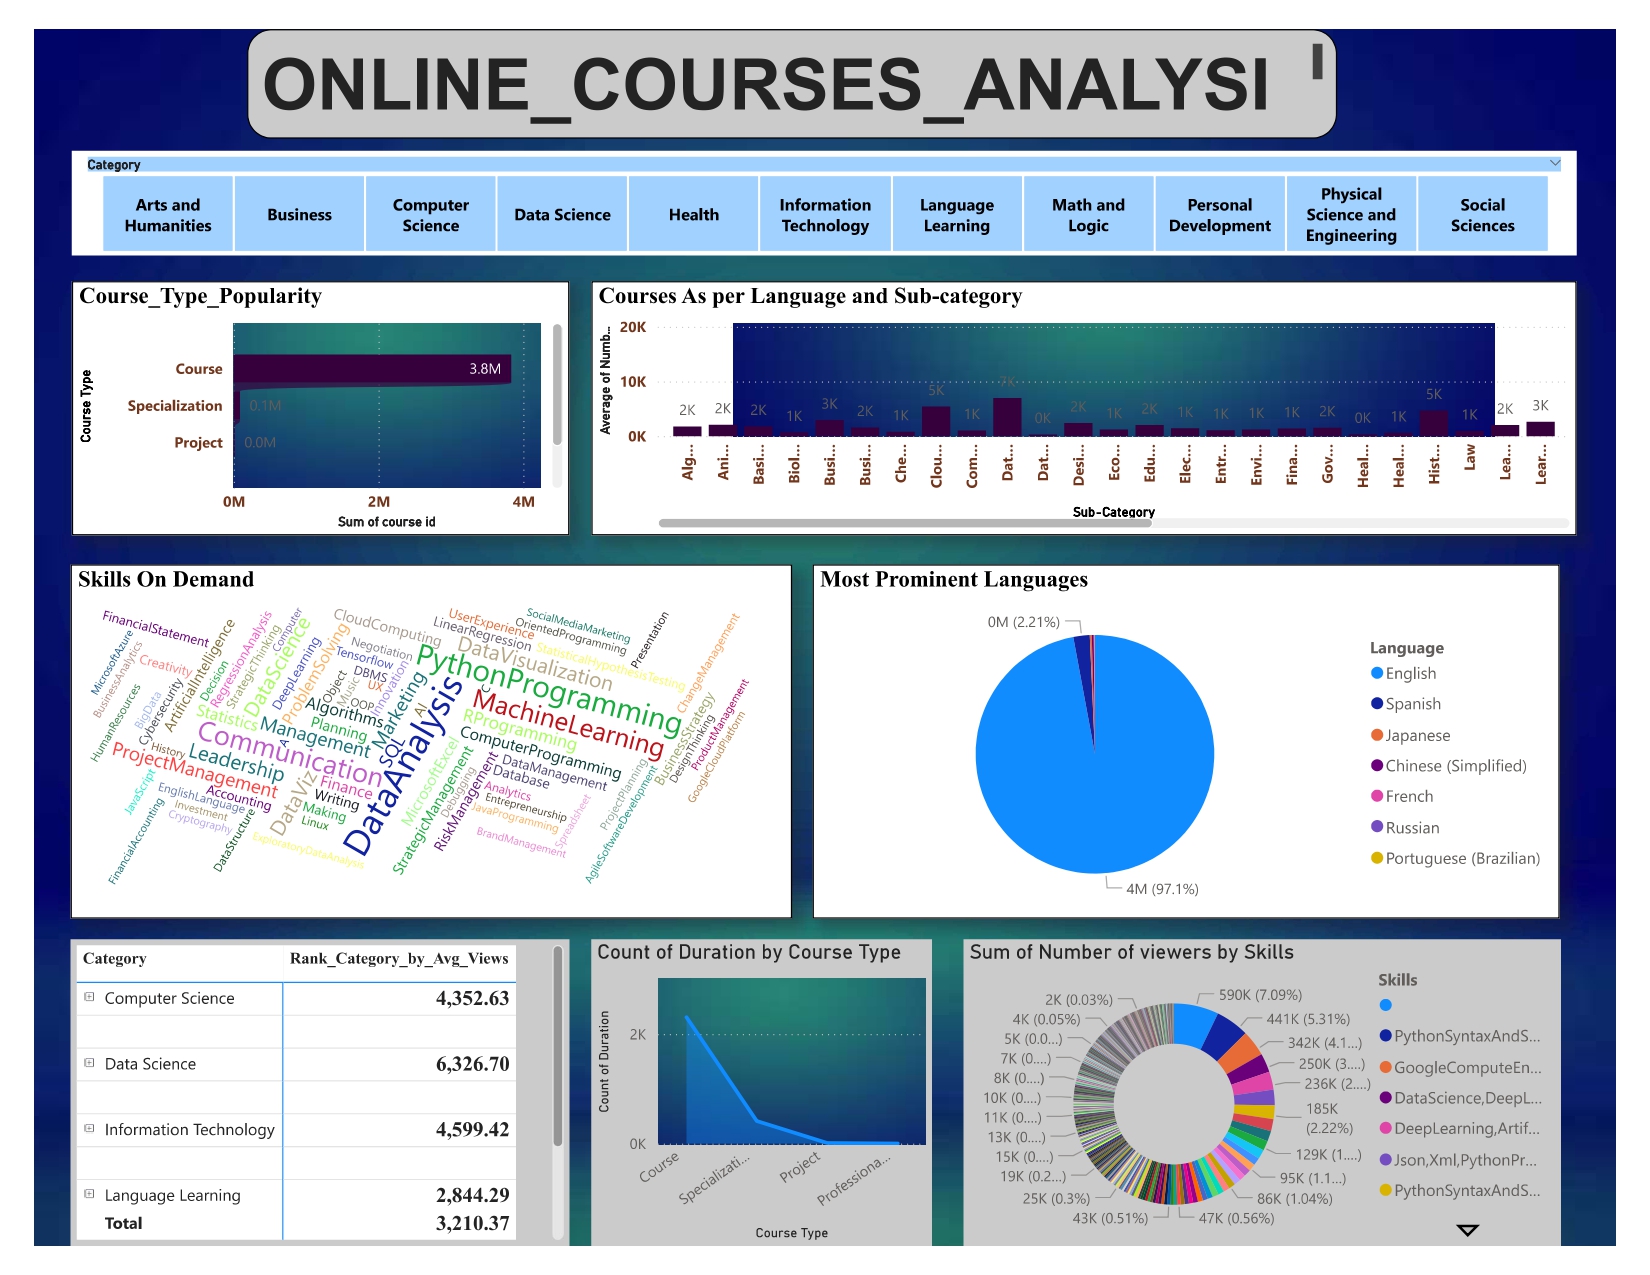 ONLINE_COURSES_ANALYSI
Category
Arts and
Humanities
Business
Computer
Science
Data Science
Health
Information
Technology
Language
Learning
Math and
Logic
Personal
Development
Physical
Science and
Engineering
Social
Sciences
Course_Type_Popularity
Course Type
Course
3.8M
Specialization
0.1M
Project
0.0M
0M 2M 4M
Sum of course id
Courses As per Language and Sub-category
Average of Numb...
20K
10K
0K
2K 2K 2K 1K 3K 2K 1K 5K 1K 7K 0K 2K 1K 2K 1K 1K 1K 1K 2K 0K 1K 5K 1K 2K 3K
Alg... Ani... Basi... Biol... Busi... Busi... Che... Clou... Com... Dat... Dat... Desi... Eco... Edu... Elec... Entr... Envi... Fina... Gov... Heal... Heal... Hist... Law Lea... Lear...
Sub-Category
Skills On Demand
FinancialStatement
MicrosoftAzure
BusinessAnalytics
Creativity
HumanResources
BigData
Cybersecurity
ArtificialIntelligence
Decision
RegressionAnalysis
StrategicThinking
Computer
DataScience
DeepLearning
ProblemSolving
Statistics
CloudComputing
Negotiation
Tensorflow
DBMS
UX
Object
Music
OOP
Innovation
LinearRegression
UserExperience
SocialMediaMarketing
OrientedProgramming
Presentation
StatisticalHypothesisTesting
ChangeManagement
DataVisualization
PythonProgramming
MachineLearning
RProgramming
ComputerProgramming
C
AI
Marketing
SQL
DataAnalysis
Algorithms
Planning
Management
A
Communication
Leadership
History
ProjectManagement
Accounting
Finance
Writing
Making
Linux
DataViz
EnglishLanguage
Investment
Cryptography
JavaScript
FinancialAccounting
DataStructure
ExploratoryDataAnalysis
MicrosoftExcel
StrategicManagement
RiskManagement
Debugging
DataManagement
Database
Analytics
Entrepreneurship
JavaProgramming
BrandManagement
Spreadsheet
ProjectPlanning
AgileSoftwareDevelopment
BusinessStrategy
DesignThinking
ProductManagement
GoogleCloudPlatform
Most Prominent Languages
0M (2.21%)
4M (97.1%)
Language
English
Spanish
Japanese
Chinese (Simplified)
French
Russian
Portuguese (Brazilian)
Category Rank_Category_by_Avg_Views
Computer Science 4,352.63
Data Science 6,326.70
Information Technology 4,599.42
Language Learning 2,844.29
Total 3,210.37
Count of Duration by Course Type
Count of Duration
2K
0K
Course Specializati... Project Professiona...
Course Type
Sum of Number of viewers by Skills
590K (7.09%)
441K (5.31%)
342K (4.1...)
250K (3....)
236K (2....)
185K
(2.22%)
129K (1....)
95K (1.1...)
86K (1.04%)
47K (0.56%)
43K (0.51%)
25K (0.3%)
19K (0.2...)
15K (0....)
13K (0....)
11K (0....)
10K (0....)
8K (0....)
7K (0....)
5K (0.0...)
4K (0.05%)
2K (0.03%)
Skills
PythonSyntaxAndS...
GoogleComputeEn...
DataScience,DeepL...
DeepLearning,Artif...
Json,Xml,PythonPr...
PythonSyntaxAndS...